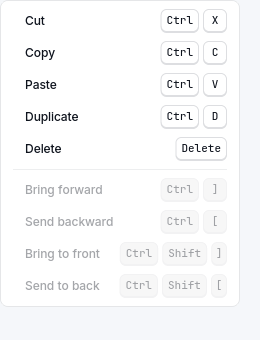 Cut Ctrl X
Copy Ctrl C
Paste Ctrl V
Duplicate Ctrl D
Delete Delete
Bring forward Ctrl ]
Send backward Ctrl [
Bring to front Ctrl Shift ]
Send to back Ctrl Shift [